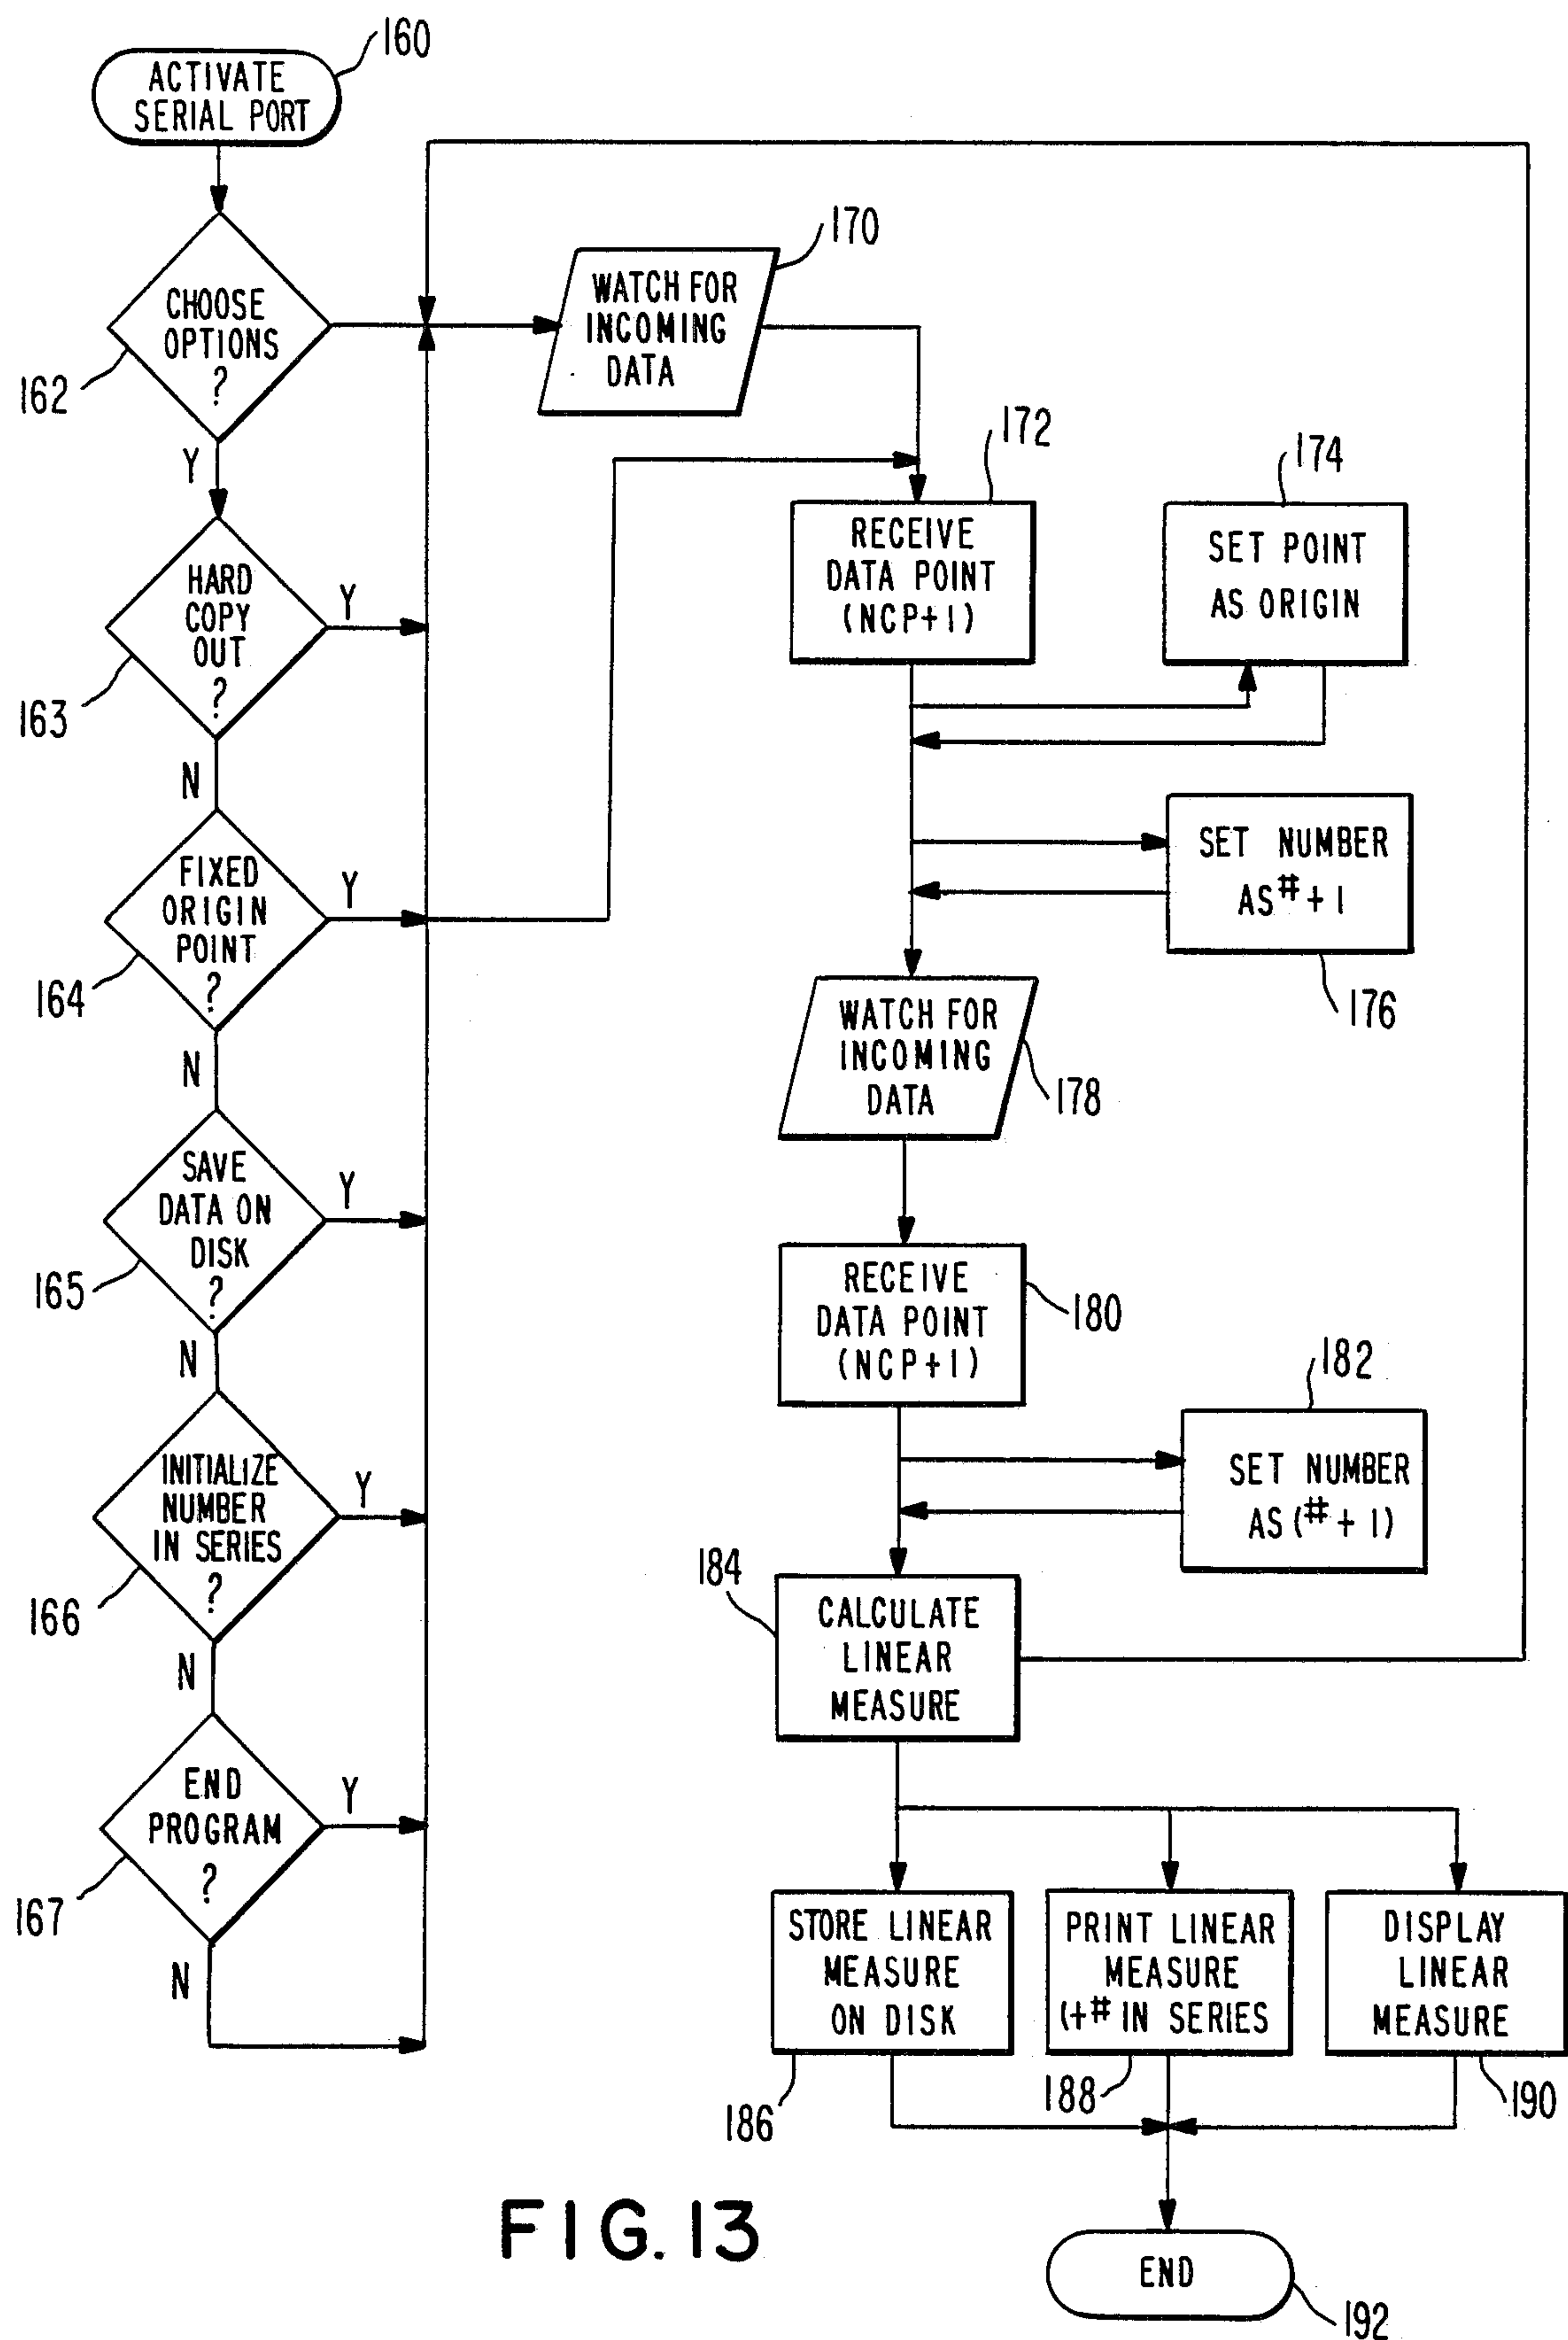 160
ACTIVATE
SERIAL PORT
CHOOSE
OPTIONS
?
162
Y
HARD
COPY
OUT
?
Y
163
N
FIXED
ORIGIN
POINT
?
Y
164
N
SAVE
DATA ON
DISK
?
Y
165
N
INITIALIZE
NUMBER
IN SERIES
?
Y
166
N
END
PROGRAM
?
Y
167
N
170
WATCH FOR
INCOMING
DATA
172
RECEIVE
DATA POINT
(NCP+1)
174
SET POINT
AS ORIGIN
SET NUMBER
AS # + 1
176
WATCH FOR
INCOMING
DATA
178
RECEIVE
DATA POINT
(NCP+1)
180
182
SET NUMBER
AS (# + 1)
184
CALCULATE
LINEAR
MEASURE
STORE LINEAR
MEASURE
ON DISK
186
PRINT LINEAR
MEASURE
(+# IN SERIES
188
DISPLAY
LINEAR
MEASURE
190
END
192
FIG. 13